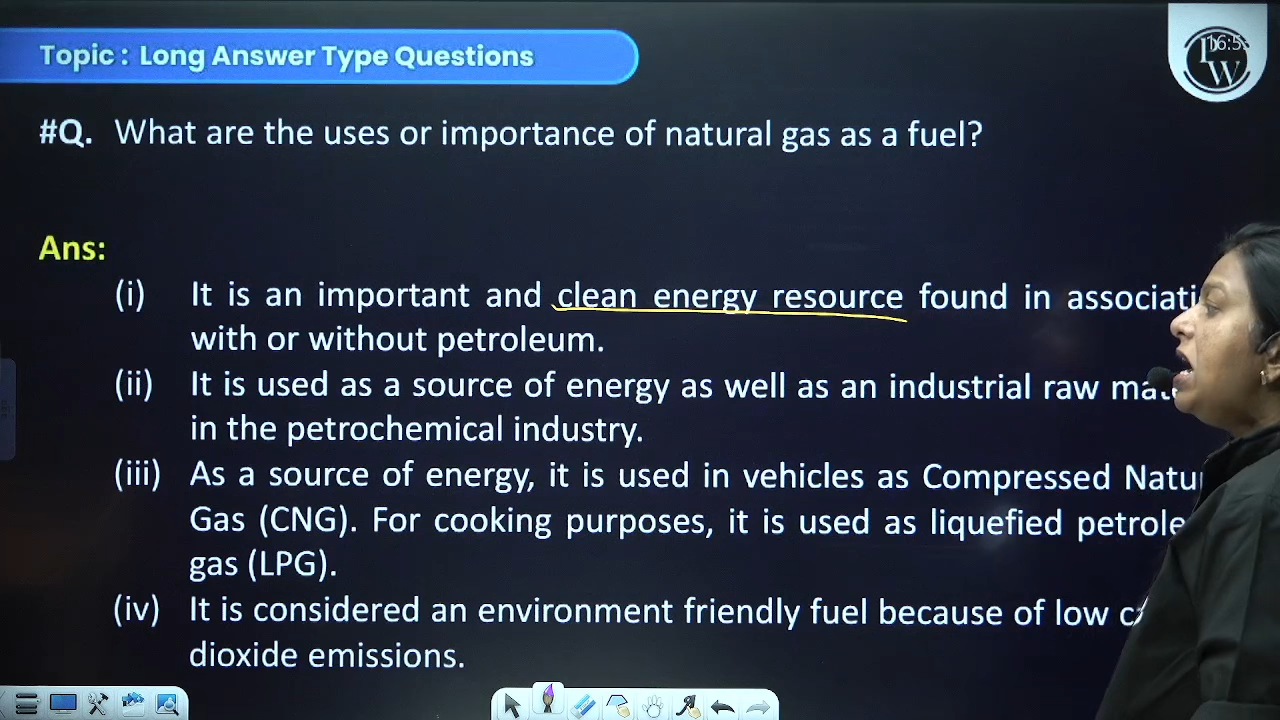 Topic : Long Answer Type Questions
16:5
#Q. What are the uses or importance of natural gas as a fuel?
Ans:
(i) It is an important and clean energy resource found in
with or without petroleum.
(ii) It is used as a source of energy as well as an industrial raw
in the petrochemical industry.
(iii) As a source of energy, it is used in vehicles as Compressed
Gas (CNG). For cooking purposes, it is used as liquefied
gas (LPG).
(iv) It is considered an environment friendly fuel because of low
dioxide emissions.